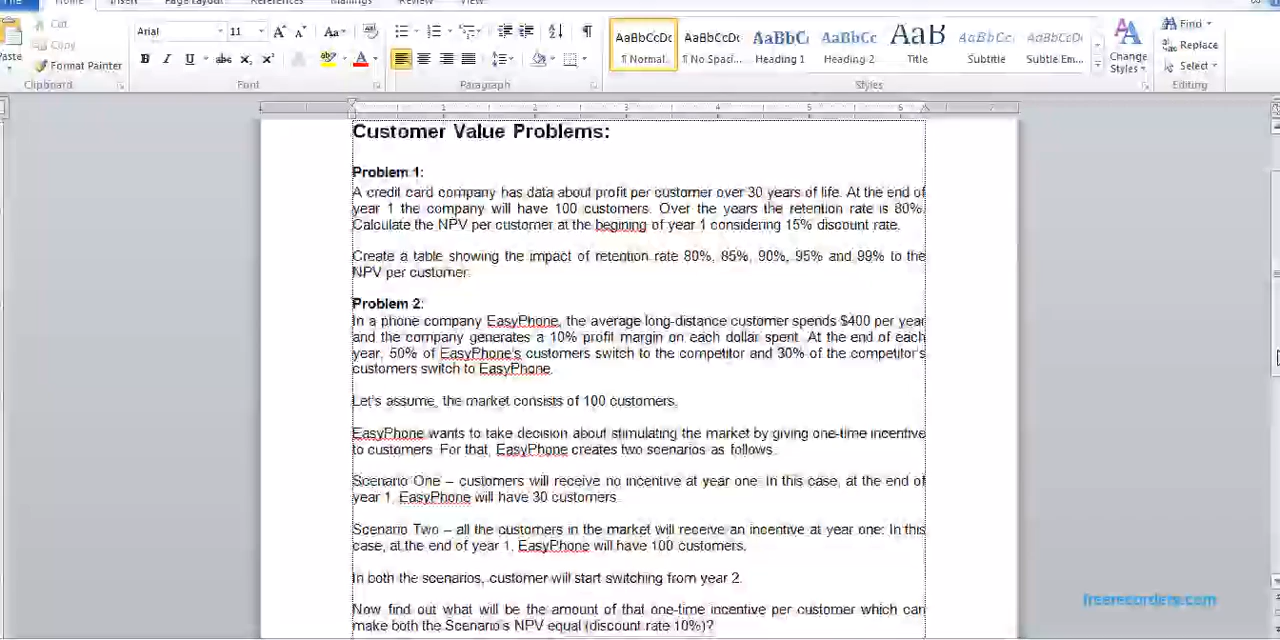 File
Home
Insert
Page Layout
References
Mailings
Review
View
Cut
Copy
Paste
Format Painter
Clipboard
Arial
11
Font
Paragraph
AaBbCcDc
¶ Normal
AaBbCcDc
¶ No Spaci...
AaBbC
Heading 1
AaBbCc
Heading 2
AaB
Title
AaBbCcL
Subtitle
AaBbCcDc
Subtle Em...
Styles
Change
Styles
Find
Replace
Select
Editing
Customer Value Problems:
Problem 1:
A credit card company has data about profit per customer over 30 years of life. At the end of
year 1 the company will have 100 customers. Over the years the retention rate is 80%.
Calculate the NPV per customer at the begining of year 1 considering 15% discount rate.
Create a table showing the impact of retention rate 80%, 85%, 90%, 95% and 99% to the
NPV per customer.
Problem 2:
In a phone company EasyPhone, the average long-distance customer spends $400 per year
and the company generates a 10% profit margin on each dollar spent. At the end of each
year, 50% of EasyPhone's customers switch to the competitor and 30% of the competitor's
customers switch to EasyPhone.
Let's assume, the market consists of 100 customers.
EasyPhone wants to take decision about stimulating the market by giving one-time incentive
to customers. For that, EasyPhone creates two scenarios as follows.
Scenario One – customers will receive no incentive at year one. In this case, at the end of
year 1, EasyPhone will have 30 customers.
Scenario Two – all the customers in the market will receive an incentive at year one. In this
case, at the end of year 1, EasyPhone will have 100 customers.
In both the scenarios, customer will start switching from year 2.
Now find out what will be the amount of that one-time incentive per customer which can
make both the Scenario's NPV equal (discount rate 10%)?
freerecorders.com